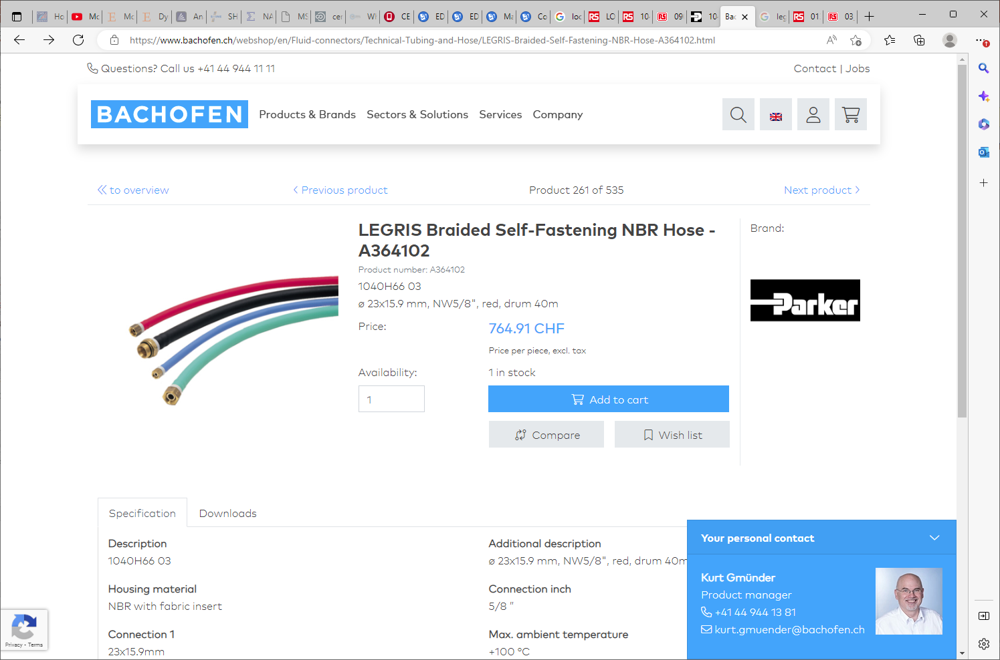 Ho
Mc
Mc
Dy
An
SH
NA
MS
cer
Wh
CE
ED
ED
Ma
Co
loc
RS
LO
RS
10
RS
09
10
Bac
leg
RS
01
RS
03
https://www.bachofen.ch/webshop/en/Fluid-connectors/Technical-Tubing-and-Hose/LEGRIS-Braided-Self-Fastening-NBR-Hose-A364102.html
Questions? Call us +41 44 944 11 11
Contact | Jobs
BACHOFEN
Products & Brands
Sectors & Solutions
Services
Company
to overview
Previous product
Product 261 of 535
Next product
LEGRIS Braided Self-Fastening NBR Hose -
A364102
Product number: A364102
1040H66 03
ø 23x15.9 mm, NW5/8", red, drum 40m
Price:
764.91 CHF
Price per piece, excl. tax
Availability:
1 in stock
1
Add to cart
Compare
Wish list
Brand:
Parker
Specification
Downloads
Description
1040H66 03
Additional description
ø 23x15.9 mm, NW5/8", red, drum 40m
Housing material
NBR with fabric insert
Connection inch
5/8 "
Connection 1
23x15.9mm
Max. ambient temperature
+100 °C
Your personal contact
Kurt Gmünder
Product manager
+41 44 944 13 81
kurt.gmuender@bachofen.ch
Privacy - Terms